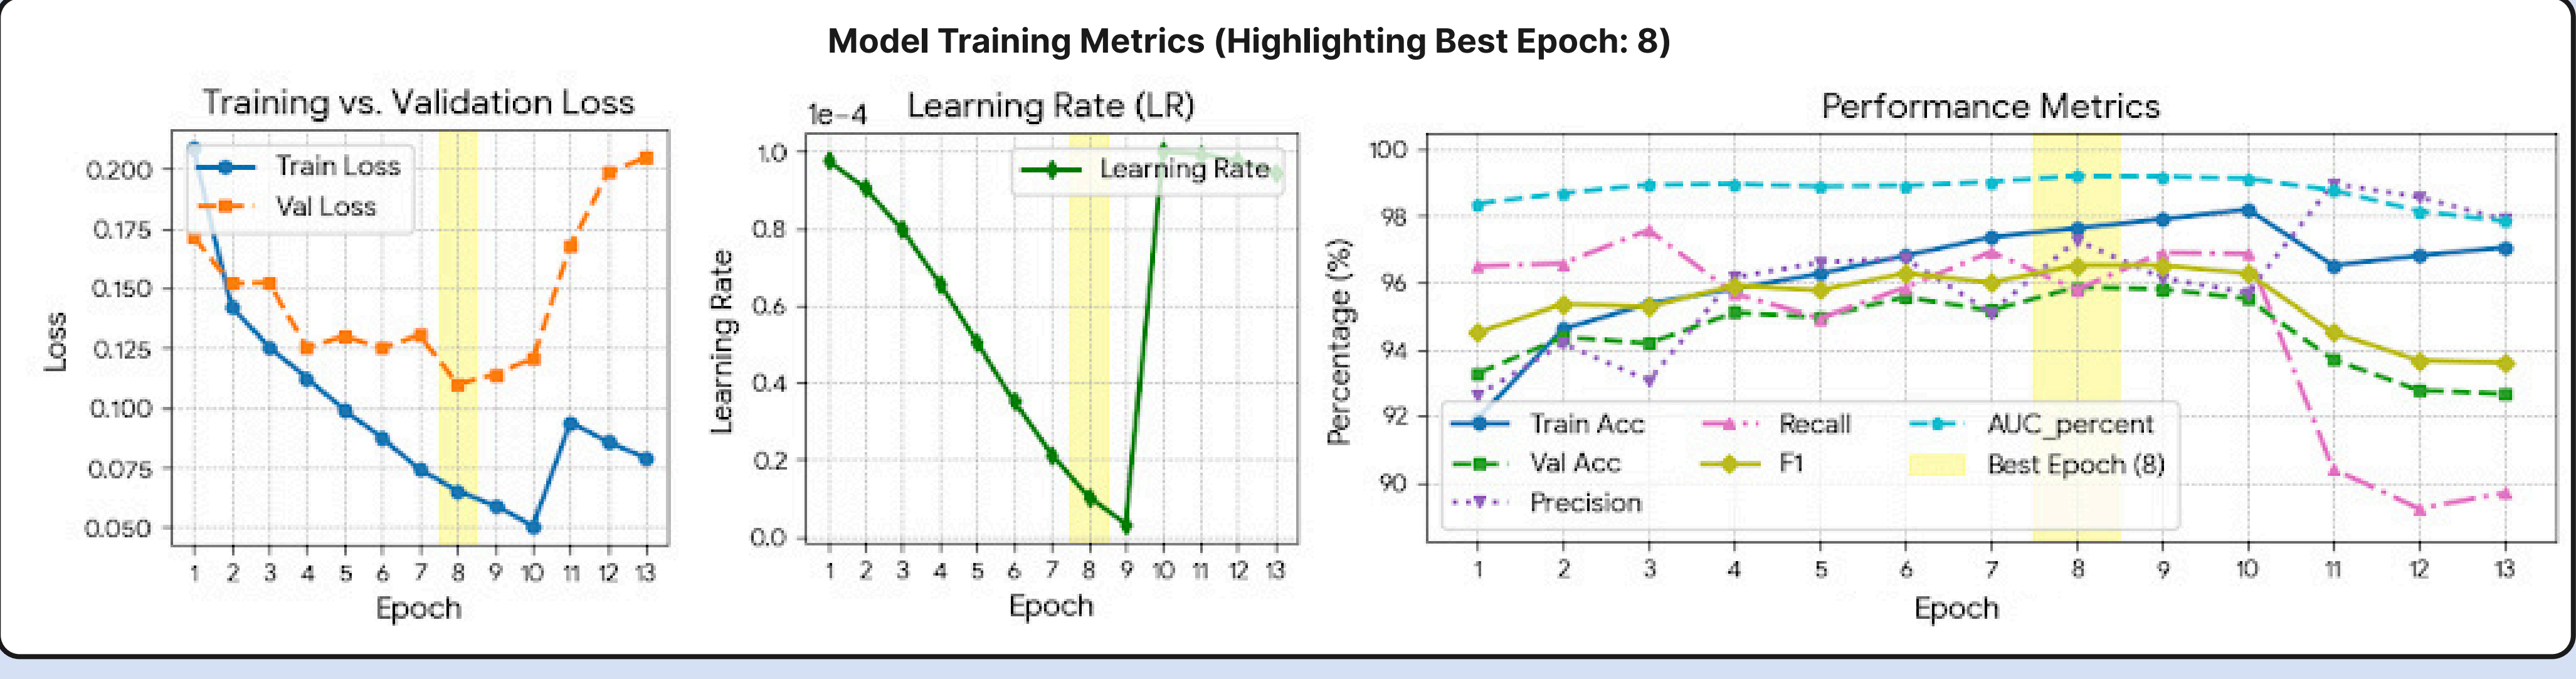 Model Training Metrics (Highlighting Best Epoch: 8)
Training vs. Validation Loss
Loss
0.200
0.175
0.150
0.125
0.100
0.075
0.050
Train Loss
Val Loss
1 2 3 4 5 6 7 8 9 10 11 12 13
Epoch
1e-4
Learning Rate (LR)
Learning Rate
1.0
0.8
0.6
0.4
0.2
0.0
Learning Rate
1 2 3 4 5 6 7 8 9 10 11 12 13
Epoch
Performance Metrics
Percentage (%)
100
98
96
94
92
90
Train Acc
Val Acc
Precision
Recall
F1
AUC_percent
Best Epoch (8)
1 2 3 4 5 6 7 8 9 10 11 12 13
Epoch